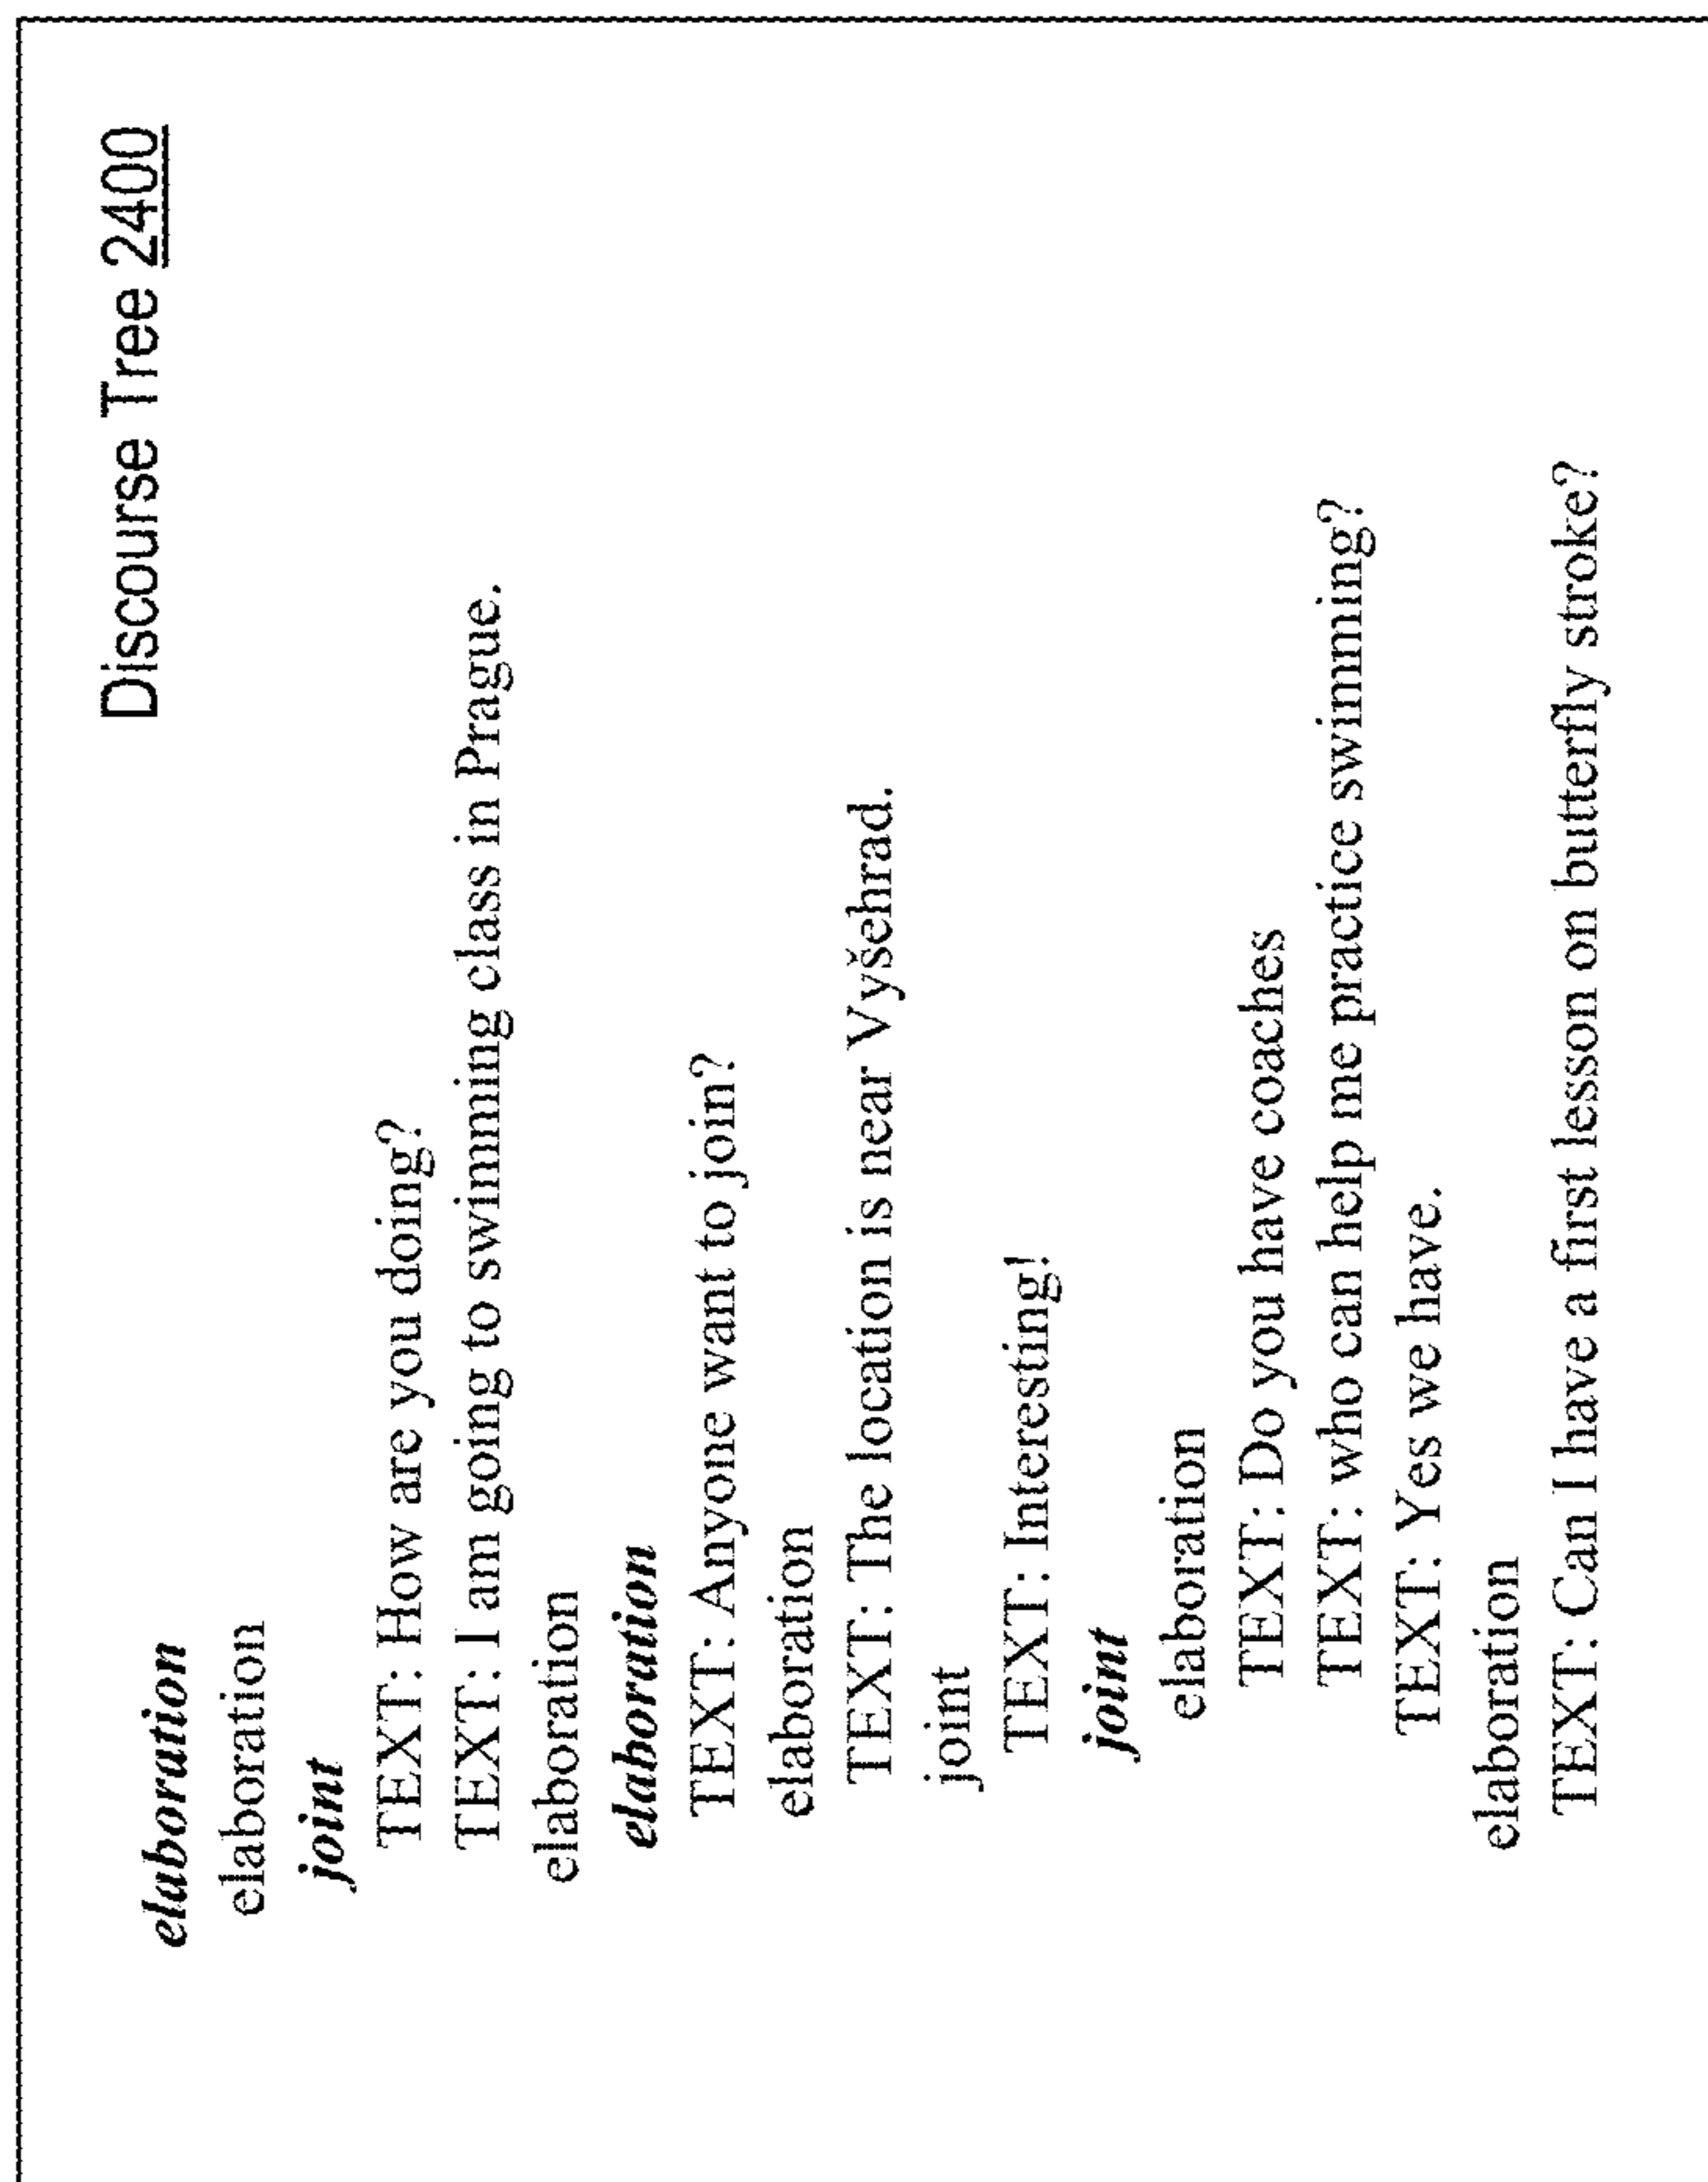 Discourse Tree 2400
elaboration
elaboration
joint
TEXT: How are you doing?
TEXT: I am going to swimming class in Prague.
elaboration
elaboration
TEXT: Anyone want to join?
elaboration
TEXT: The location is near Vyšehrad.
joint
TEXT: Interesting!
joint
elaboration
TEXT: Do you have coaches
TEXT: who can help me practice swimming?
TEXT: Yes we have.
elaboration
TEXT: Can I have a first lesson on butterfly stroke?